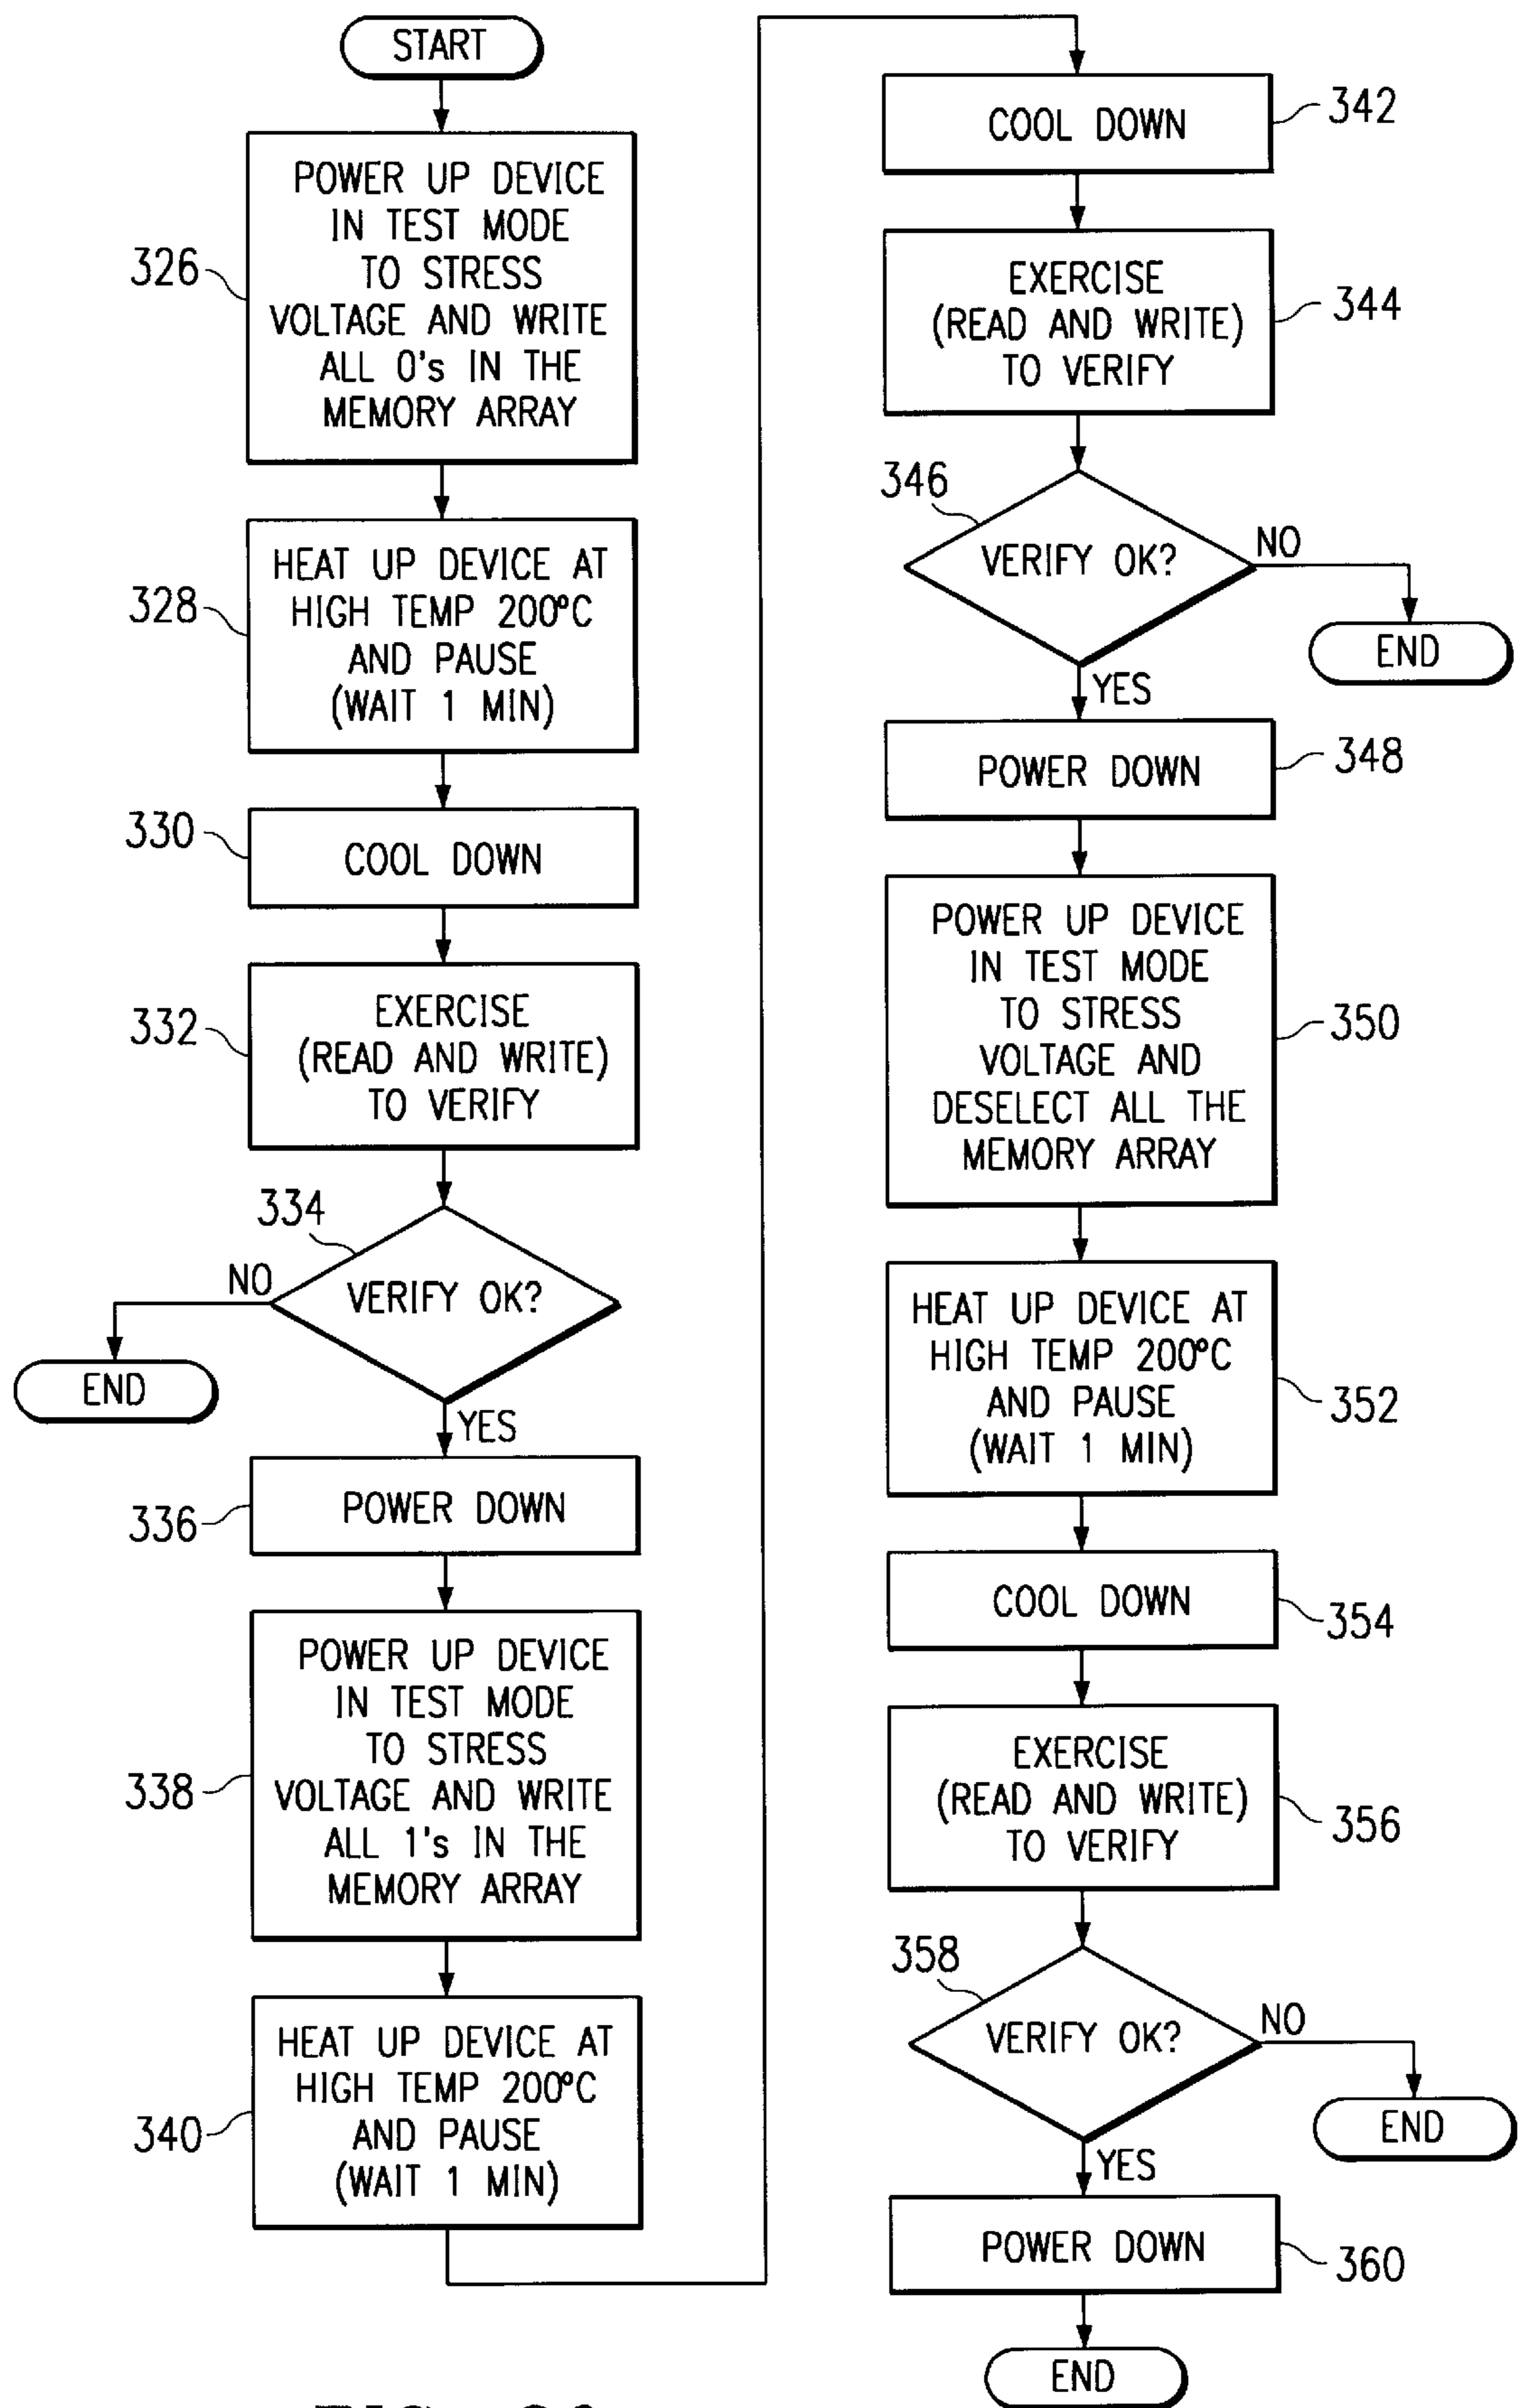 START
326
POWER UP DEVICE
IN TEST MODE
TO STRESS
VOLTAGE AND WRITE
ALL 0's IN THE
MEMORY ARRAY
328
HEAT UP DEVICE AT
HIGH TEMP 200°C
AND PAUSE
(WAIT 1 MIN)
330
COOL DOWN
332
EXERCISE
(READ AND WRITE)
TO VERIFY
334
VERIFY OK?
NO
END
YES
336
POWER DOWN
338
POWER UP DEVICE
IN TEST MODE
TO STRESS
VOLTAGE AND WRITE
ALL 1's IN THE
MEMORY ARRAY
340
HEAT UP DEVICE AT
HIGH TEMP 200°C
AND PAUSE
(WAIT 1 MIN)
COOL DOWN
342
EXERCISE
(READ AND WRITE)
TO VERIFY
344
346
VERIFY OK?
NO
END
YES
POWER DOWN
348
POWER UP DEVICE
IN TEST MODE
TO STRESS
VOLTAGE AND
DESELECT ALL THE
MEMORY ARRAY
350
HEAT UP DEVICE AT
HIGH TEMP 200°C
AND PAUSE
(WAIT 1 MIN)
352
COOL DOWN
354
EXERCISE
(READ AND WRITE)
TO VERIFY
356
358
VERIFY OK?
NO
END
YES
POWER DOWN
360
END